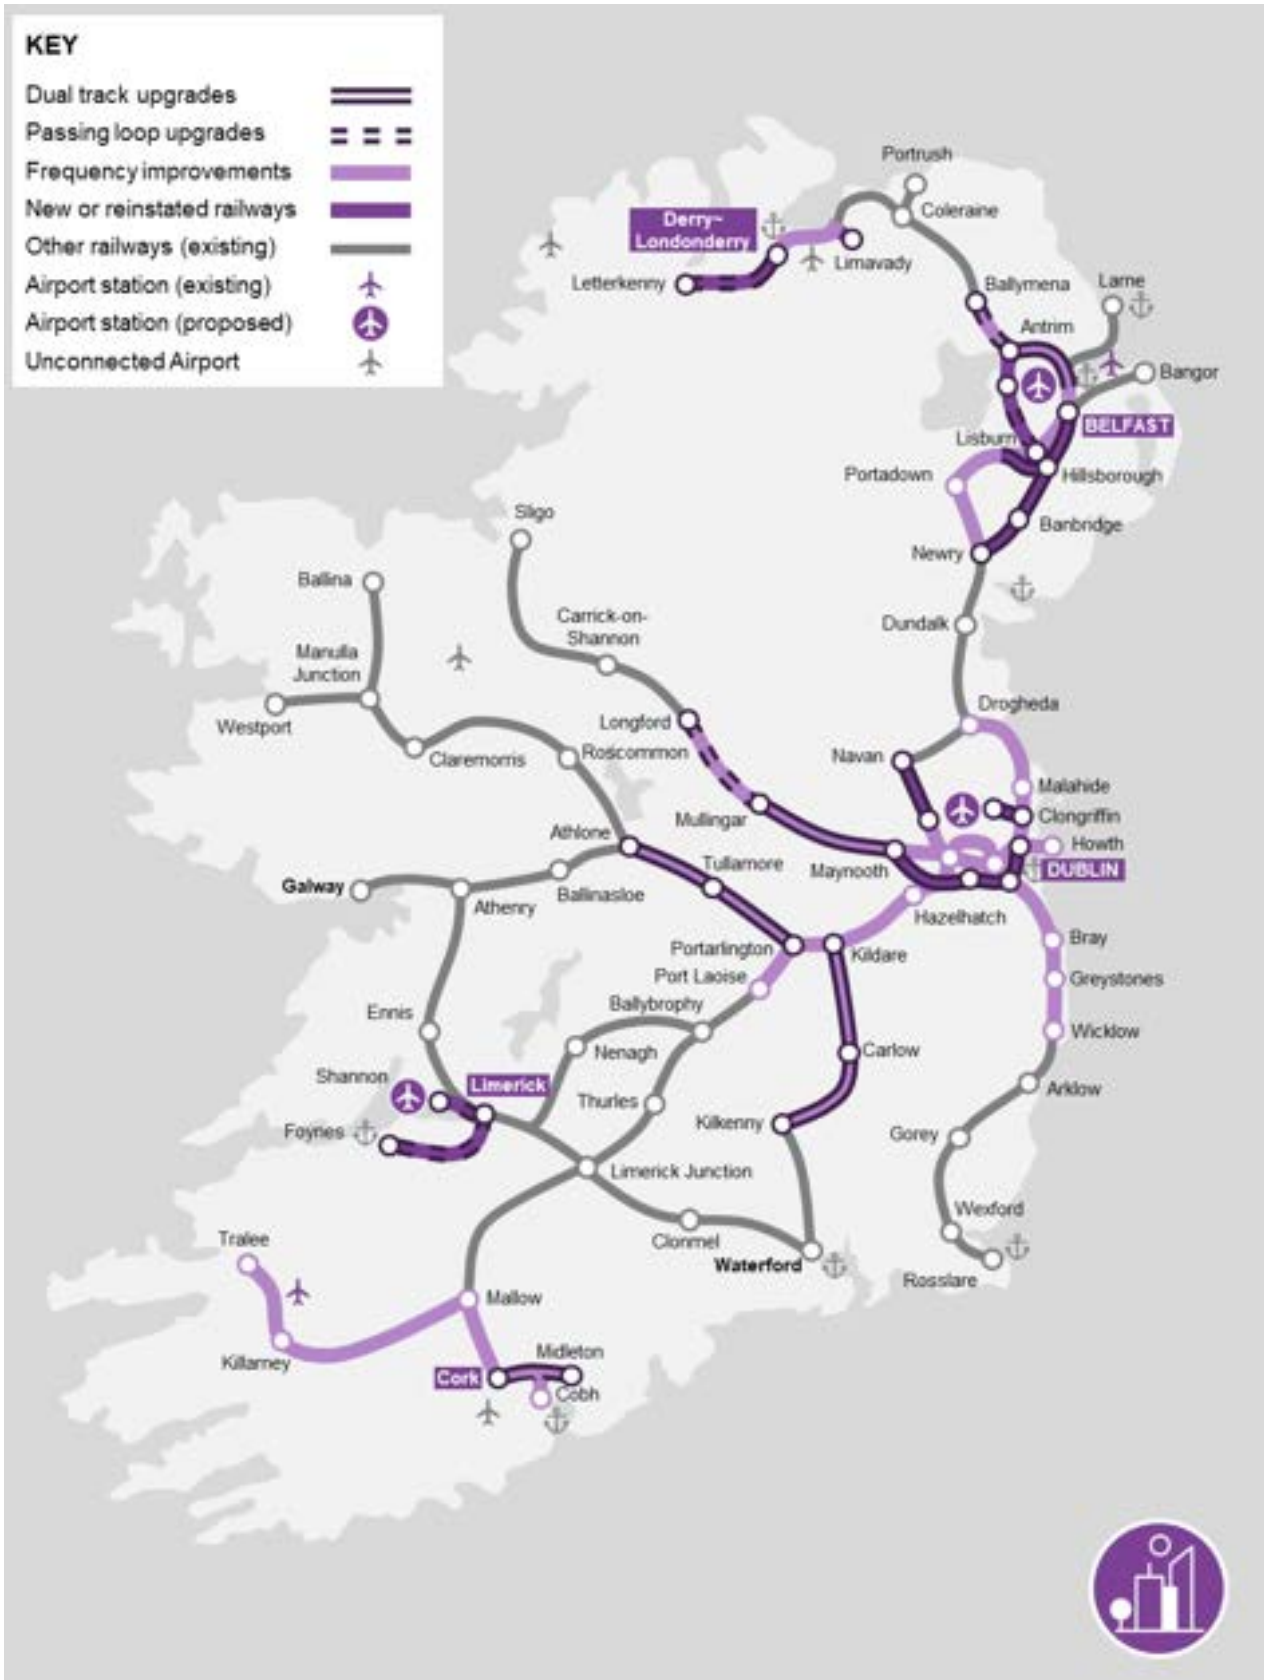 KEY
Dual track upgrades
Passing loop upgrades
Frequency improvements
New or reinstated railways
Other railways (existing)
Airport station (existing)
Airport station (proposed)
Unconnected Airport
Portrush
Coleraine
Derry~
Londonderry
Limavady
Letterkenny
Ballymena
Larne
Antrim
Bangor
BELFAST
Lisburn
Portadown
Hillsborough
Banbridge
Newry
Sligo
Ballina
Carrick-on-
Shannon
Dundalk
Manulla
Junction
Westport
Claremorris
Roscommon
Longford
Drogheda
Navan
Malahide
Mullingar
Clongriffin
Athlone
Howth
Tullamore
Maynooth
DUBLIN
Galway
Athenry
Ballinasloe
Hazelhatch
Portarlington
Kildare
Bray
Port Laoise
Greystones
Ballybrophy
Ennis
Wicklow
Nenagh
Carlow
Shannon
Limerick
Thurles
Arklow
Foynes
Kilkenny
Gorey
Limerick Junction
Wexford
Clonmel
Tralee
Waterford
Rosslare
Mallow
Killarney
Midleton
Cork
Cobh